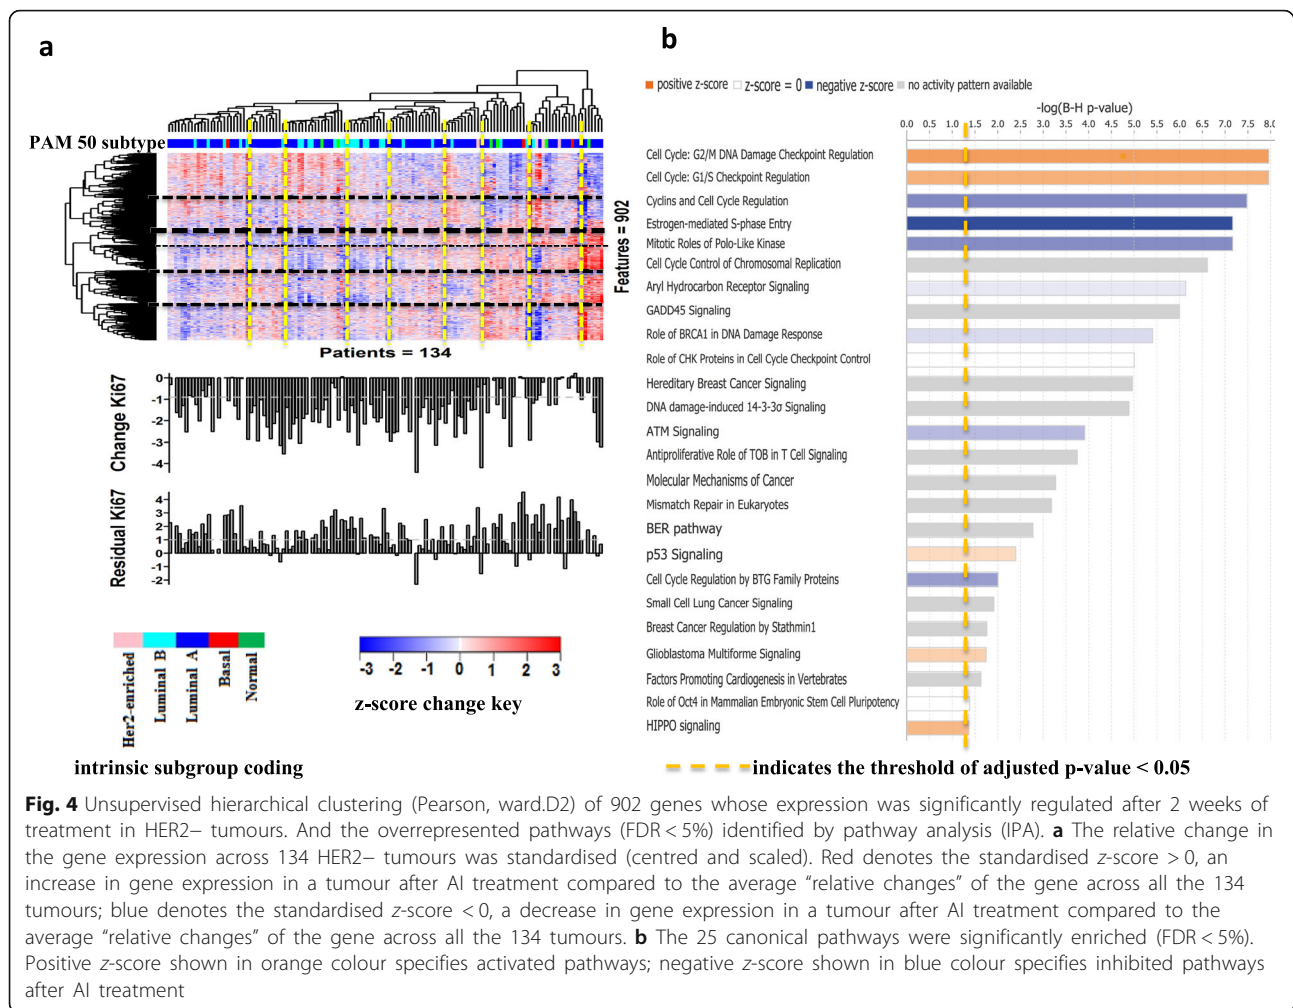 a
PAM 50 subtype
Features = 902
Patients = 134
Change Ki67
0
-1
-2
-3
-4
Residual Ki67
4
3
2
1
0
-1
-2
Her2-enriched
Luminal B
Luminal A
Basal
Normal
intrinsic subgroup coding
-3 -2 -1 0 1 2 3
z-score change key
b
positive z-score z-score = 0 negative z-score no activity pattern available
-log(B-H p-value)
0.0 0.5 1.0 1.5 2.0 2.5 3.0 3.5 4.0 4.5 5.0 5.5 6.0 6.5 7.0 7.5 8.0
Cell Cycle: G2/M DNA Damage Checkpoint Regulation
Cell Cycle: G1/S Checkpoint Regulation
Cyclins and Cell Cycle Regulation
Estrogen-mediated S-phase Entry
Mitotic Roles of Polo-Like Kinase
Cell Cycle Control of Chromosomal Replication
Aryl Hydrocarbon Receptor Signaling
GADD45 Signaling
Role of BRCA1 in DNA Damage Response
Role of CHK Proteins in Cell Cycle Checkpoint Control
Hereditary Breast Cancer Signaling
DNA damage-induced 14-3-3σ Signaling
ATM Signaling
Antiproliferative Role of TOB in T Cell Signaling
Molecular Mechanisms of Cancer
Mismatch Repair in Eukaryotes
BER pathway
p53 Signaling
Cell Cycle Regulation by BTG Family Proteins
Small Cell Lung Cancer Signaling
Breast Cancer Regulation by Stathmin1
Glioblastoma Multiforme Signaling
Factors Promoting Cardiogenesis in Vertebrates
Role of Oct4 in Mammalian Embryonic Stem Cell Pluripotency
HIPPO signaling
indicates the threshold of adjusted p-value < 0.05
Fig. 4 Unsupervised hierarchical clustering (Pearson, ward.D2) of 902 genes whose expression was significantly regulated after 2 weeks of
treatment in HER2− tumours. And the overrepresented pathways (FDR < 5%) identified by pathway analysis (IPA). a The relative change in
the gene expression across 134 HER2− tumours was standardised (centred and scaled). Red denotes the standardised z-score > 0, an
increase in gene expression in a tumour after AI treatment compared to the average “relative changes” of the gene across all the 134
tumours; blue denotes the standardised z-score < 0, a decrease in gene expression in a tumour after AI treatment compared to the
average “relative changes” of the gene across all the 134 tumours. b The 25 canonical pathways were significantly enriched (FDR < 5%).
Positive z-score shown in orange colour specifies activated pathways; negative z-score shown in blue colour specifies inhibited pathways
after AI treatment